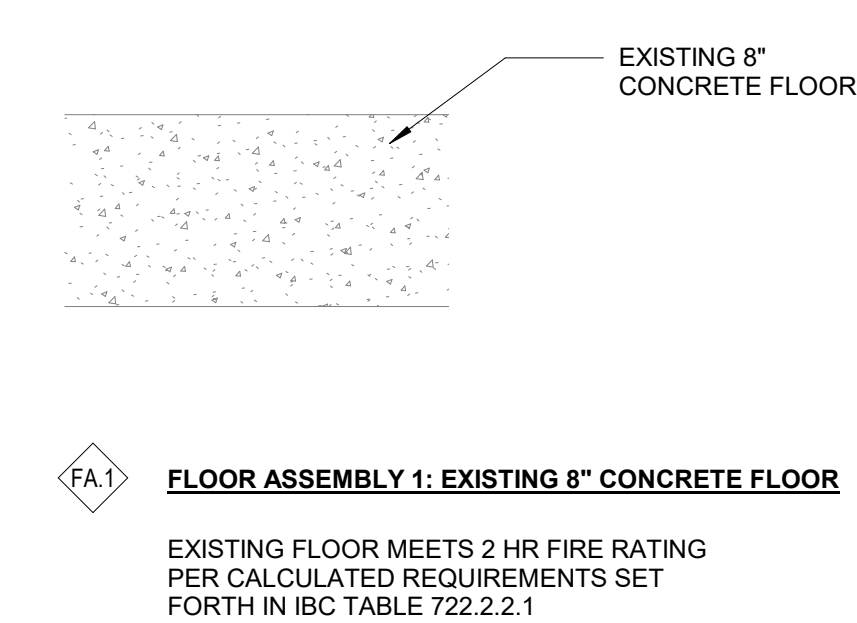 EXISTING 8"
CONCRETE FLOOR
FA.1
FLOOR ASSEMBLY 1: EXISTING 8" CONCRETE FLOOR
EXISTING FLOOR MEETS 2 HR FIRE RATING
PER CALCULATED REQUIREMENTS SET
FORTH IN IBC TABLE 722.2.2.1